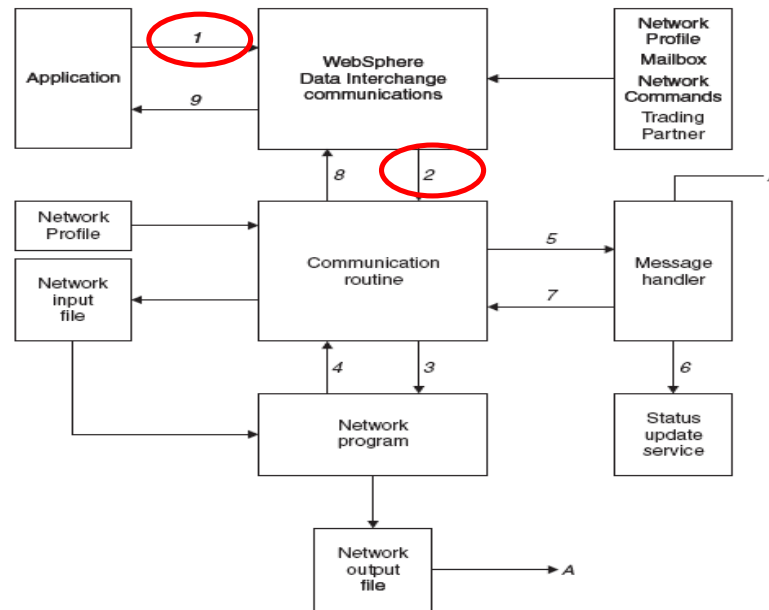 1
Application
9
WebSphere
Data Interchange
communications
Network
Profile
Mailbox
Network
Commands
Trading
Partner
8
2
Network
Profile
Network
input
file
Communication
routine
5
7
Message
handler
4
3
6
Network
program
Status
update
service
Network
output
file
A